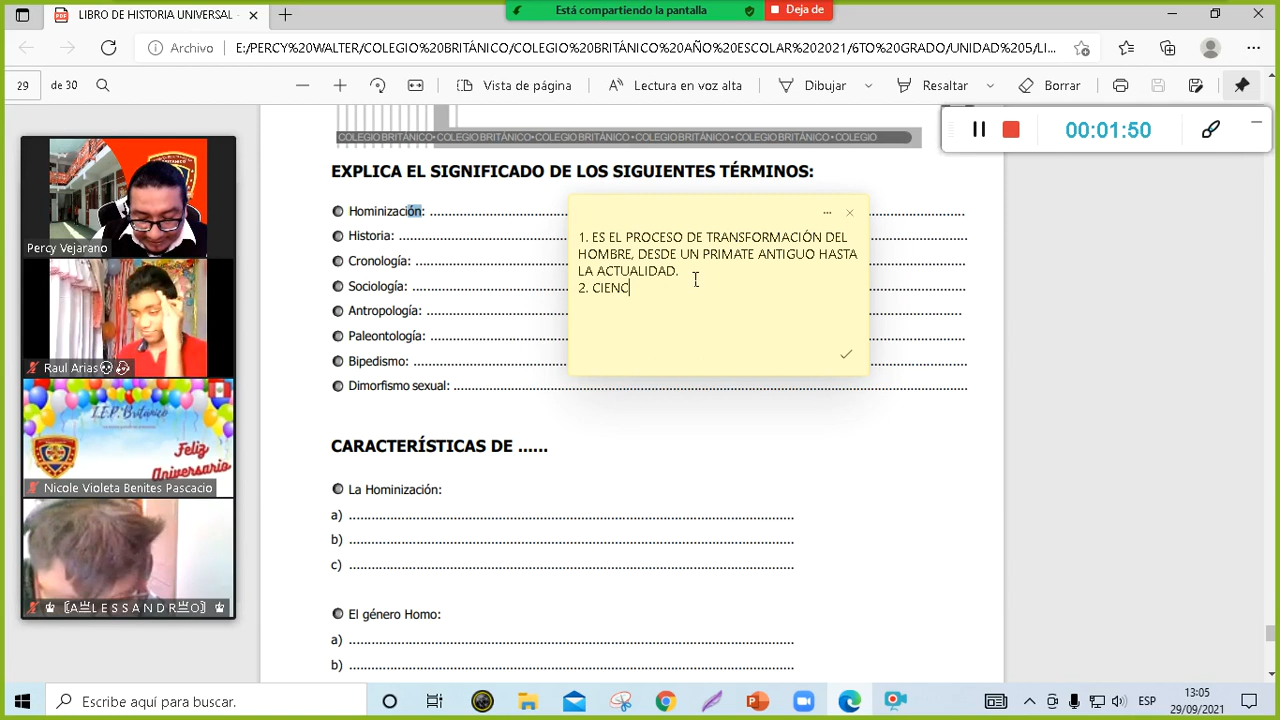 LIBRO DE HISTORIA UNIVERSAL -
Está compartiendo la pantalla
Deja de
Archivo
E:/PERCY%20WALTER/COLEGIO%20BRITÁNICO/COLEGIO%20BRITÁNICO%20AÑO%20ESCOLAR%202021/6TO%20GRADO/UNIDAD%205/LI...
29 de 30
Vista de página
Lectura en voz alta
Dibujar
Resaltar
Borrar
00:01:50
COLEGIO BRITÁNICO• COLEGIO BRITÁNICO• COLEGIO BRITÁNICO• COLEGIO BRITÁNICO• COLEGIO BRITÁNICO• COLEGIO
EXPLICA EL SIGNIFICADO DE LOS SIGUIENTES TÉRMINOS:
Hominización:
Historia:
Cronología:
Sociología:
Antropología:
Paleontología:
Bipedismo:
Dimorfismo sexual:
1. ES EL PROCESO DE TRANSFORMACIÓN DEL
HOMBRE, DESDE UN PRIMATE ANTIGUO HASTA
LA ACTUALIDAD.
2. CIENC
CARACTERÍSTICAS DE ......
La Hominización:
a)
b)
c)
El género Homo:
a)
b)
Percy Vejarano
Raul Arias
I.E.P. Británico
Feliz
Aniversario
Nicole Violeta Benites Pascacio
A L E S S A N D R O
Escribe aquí para buscar.
ESP
13:05
29/09/2021